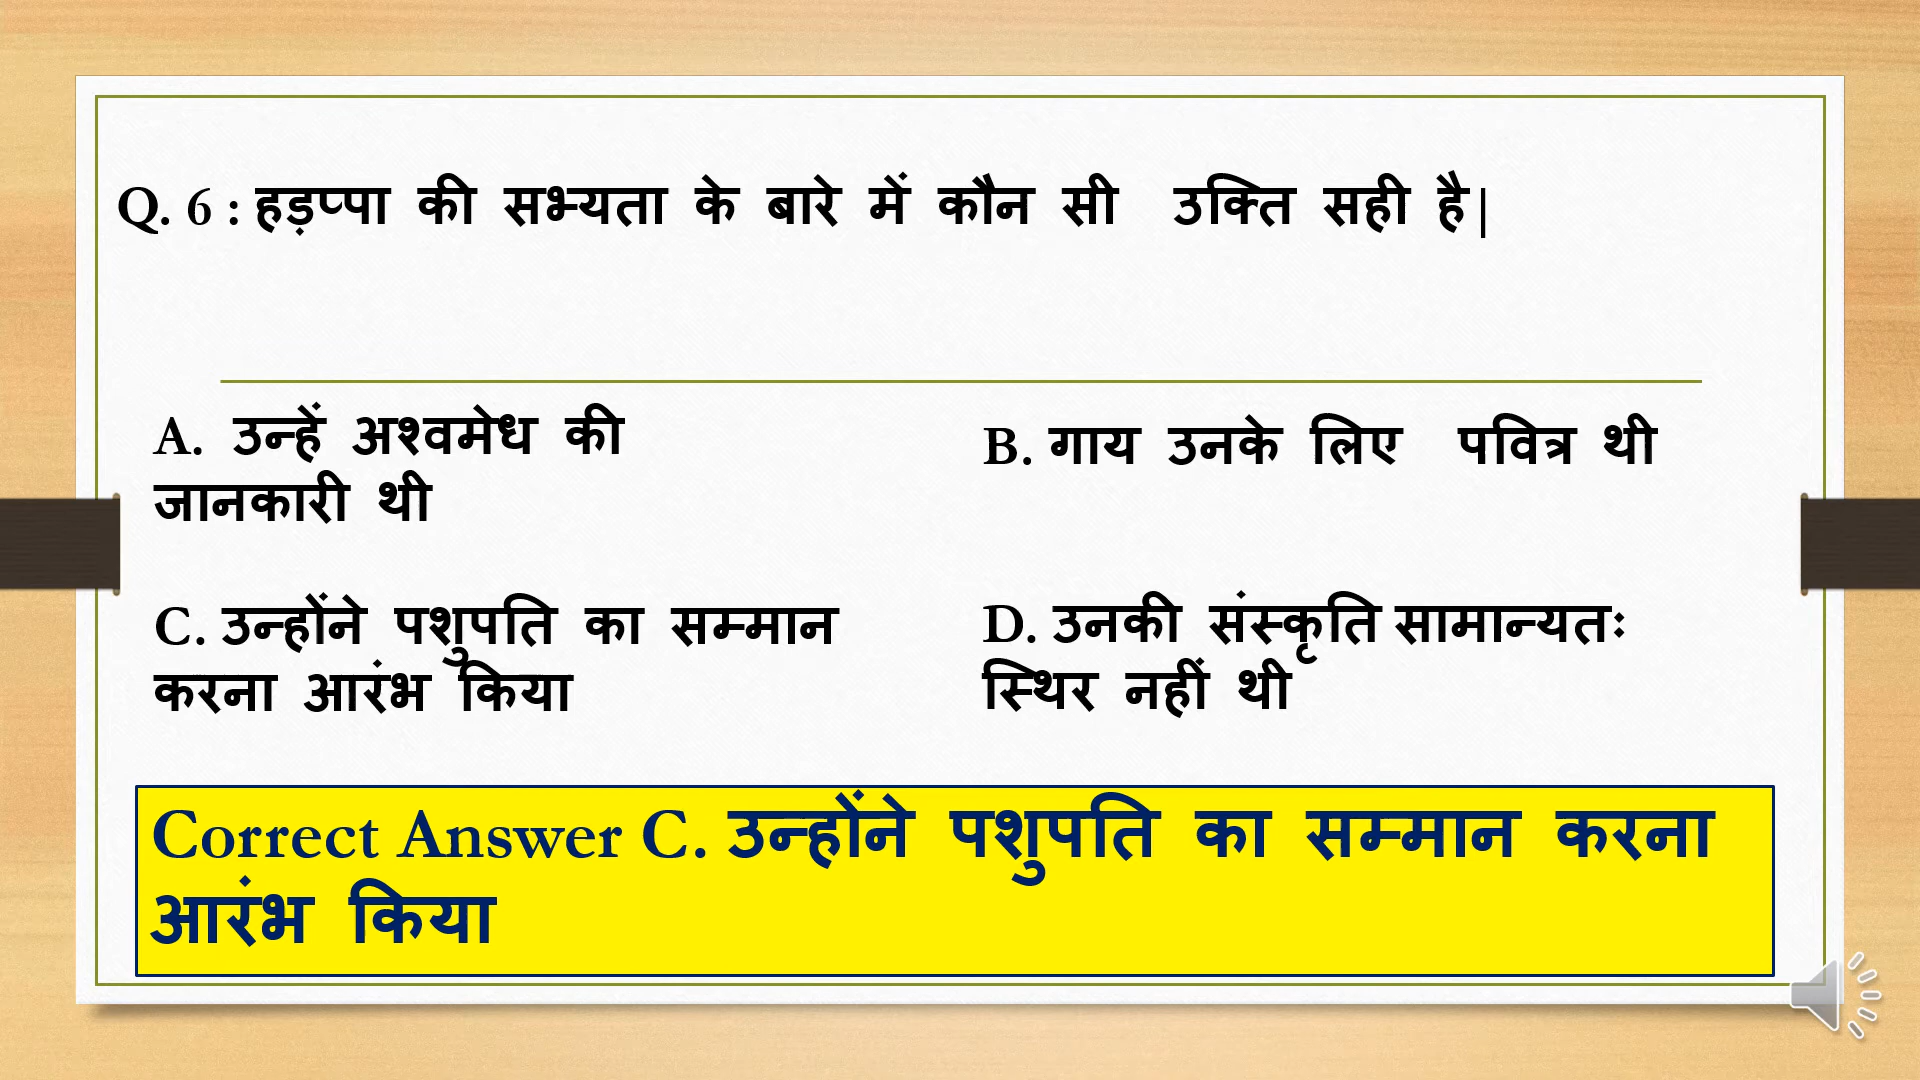 Q. 6 : हड़प्पा की सभ्यता के बारे में कौन सी उक्ति सही है|
A. उन्हें अश्वमेध की
जानकारी थी
B. गाय उनके लिए पवित्र थी
C. उन्होंने पशुपति का सम्मान
करना आरंभ किया
D. उनकी संस्कृति सामान्यतः
स्थिर नहीं थी
Correct Answer C. उन्होंने पशुपति का सम्मान करना
आरंभ किया